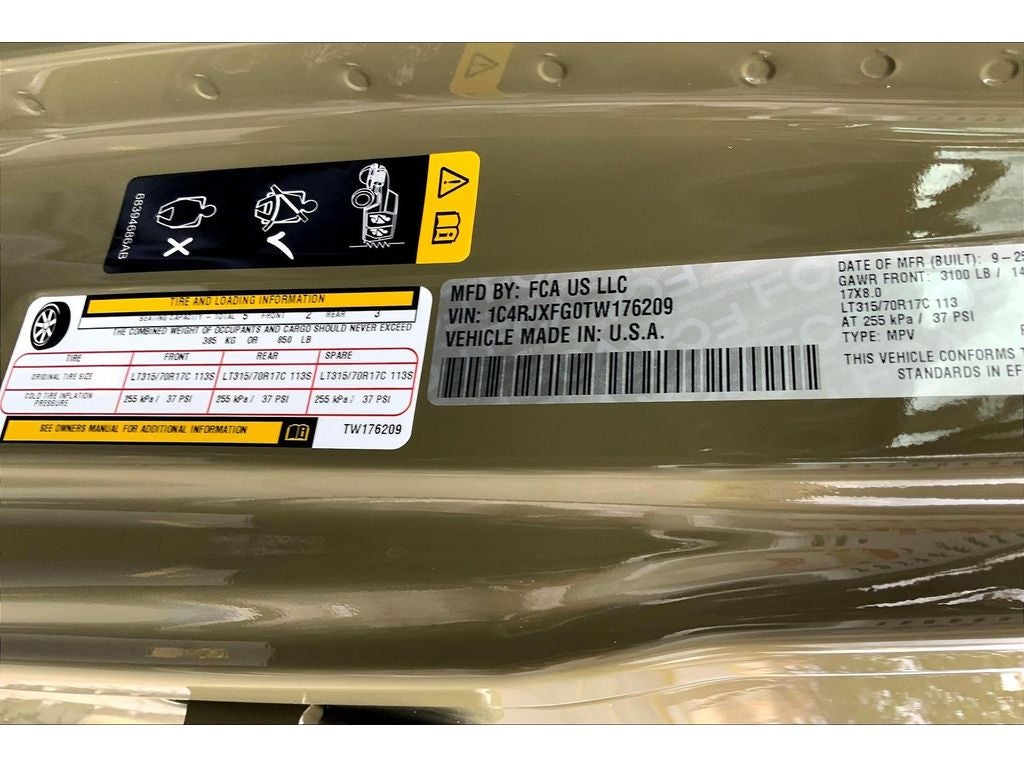 68394686AB
TIRE AND LOADING INFORMATION
SEATING CAPACITY - TOTAL 5 FRONT 2 REAR 3
THE COMBINED WEIGHT OF OCCUPANTS AND CARGO SHOULD NEVER EXCEED
385 KG OR 850 LB
TIRE FRONT REAR SPARE
ORIGINAL TIRE SIZE LT315/70R17C 113S LT315/70R17C 113S LT315/70R17C 113S
COLD TIRE INFLATION PRESSURE 255 kPa / 37 PSI 255 kPa / 37 PSI 255 kPa / 37 PSI
SEE OWNERS MANUAL FOR ADDITIONAL INFORMATION
TW176209
MFD BY: FCA US LLC
VIN: 1C4RJXFG0TW176209
VEHICLE MADE IN: U.S.A.
DATE OF MFR (BUILT): 9-25
GAWR FRONT: 3100 LB / 14
17X8.0
LT315/70R17C 113
AT 255 kPa / 37 PSI
TYPE: MPV
THIS VEHICLE CONFORMS T
STANDARDS IN EF